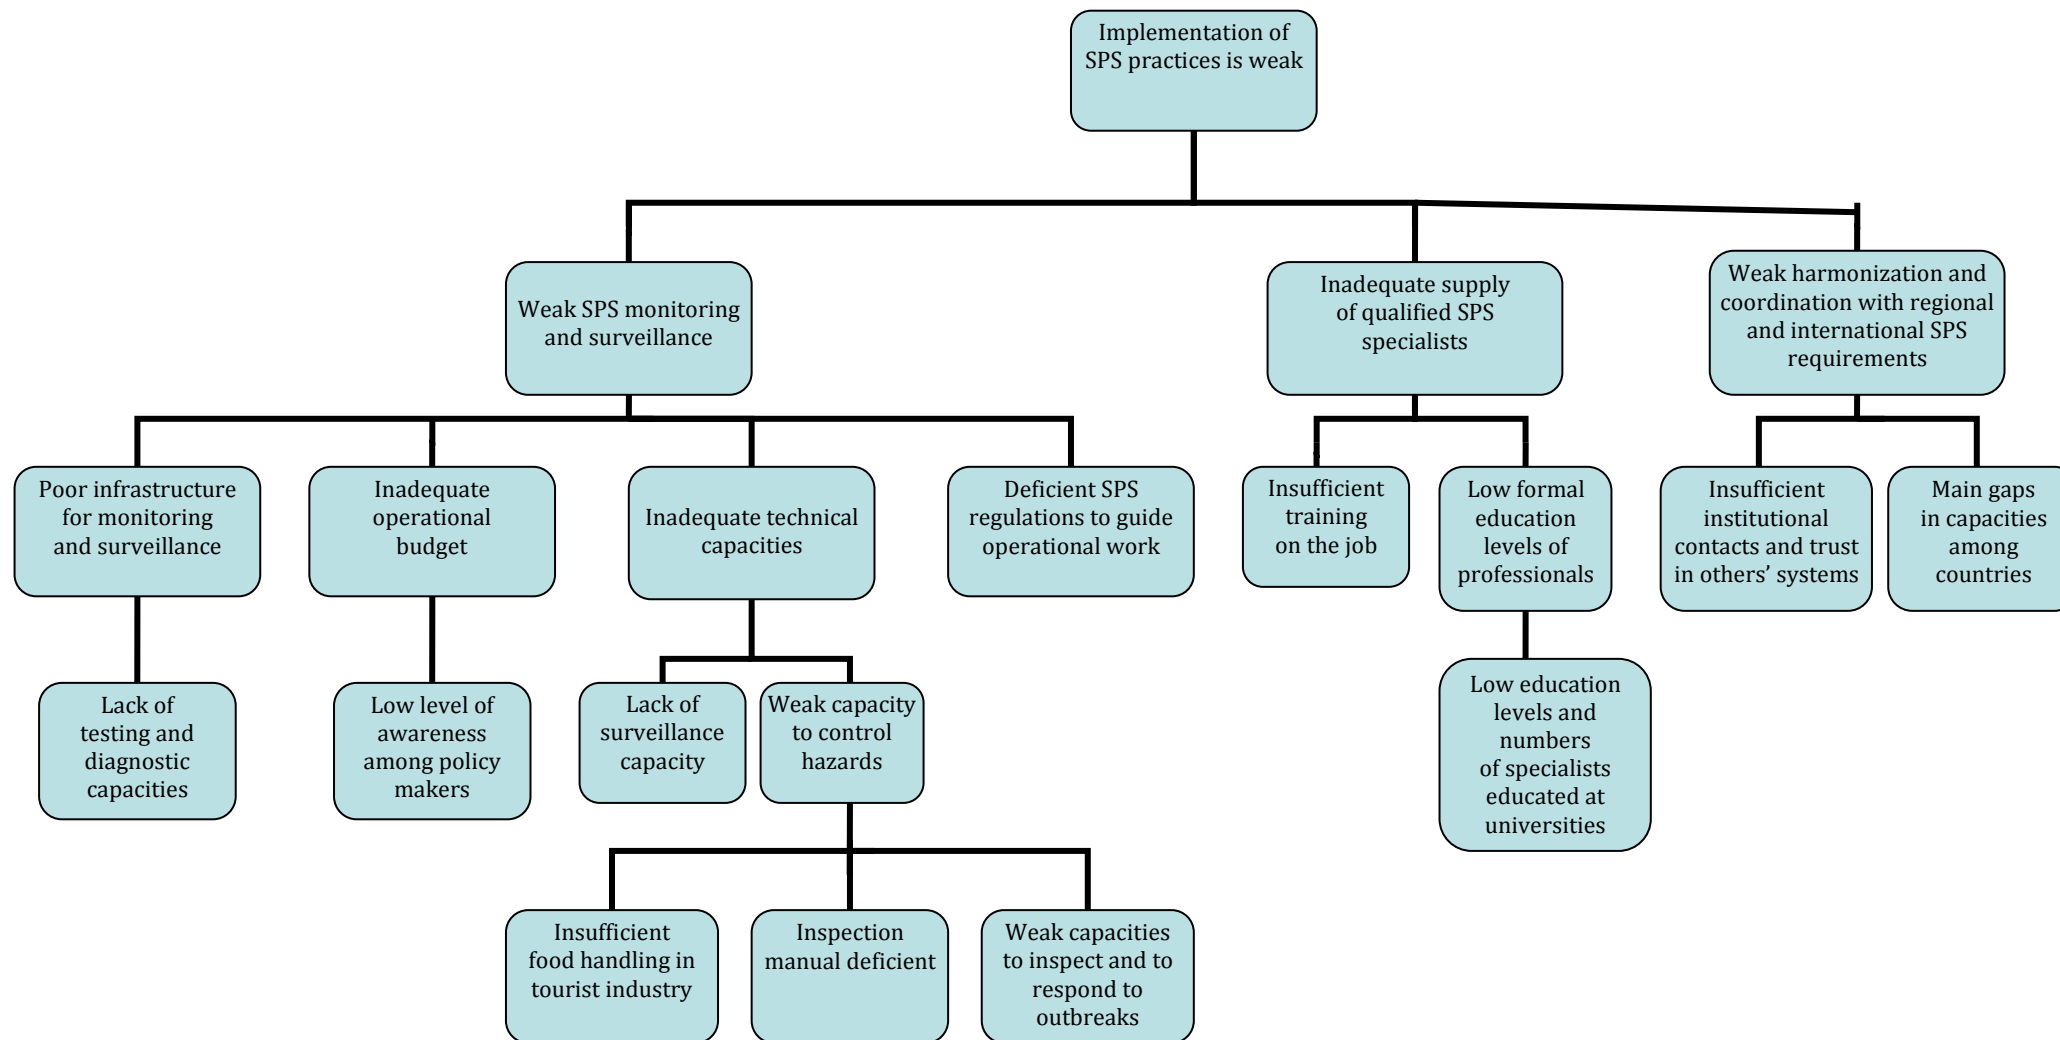 Implementation of
SPS practices is weak
Weak SPS monitoring
and surveillance
Inadequate supply
of qualified SPS
specialists
Weak harmonization and
coordination with regional
and international SPS
requirements
Poor infrastructure
for monitoring
and surveillance
Inadequate
operational
budget
Inadequate technical
capacities
Deficient SPS
regulations to guide
operational work
Insufficient
training
on the job
Low formal
education
levels of
professionals
Insufficient
institutional
contacts and trust
in others’ systems
Main gaps
in capacities
among
countries
Lack of
testing and
diagnostic
capacities
Low level of
awareness
among policy
makers
Lack of
surveillance
capacity
Weak capacity
to control
hazards
Low education
levels and
numbers
of specialists
educated at
universities
Insufficient
food handling in
tourist industry
Inspection
manual deficient
Weak capacities
to inspect and to
respond to
outbreaks